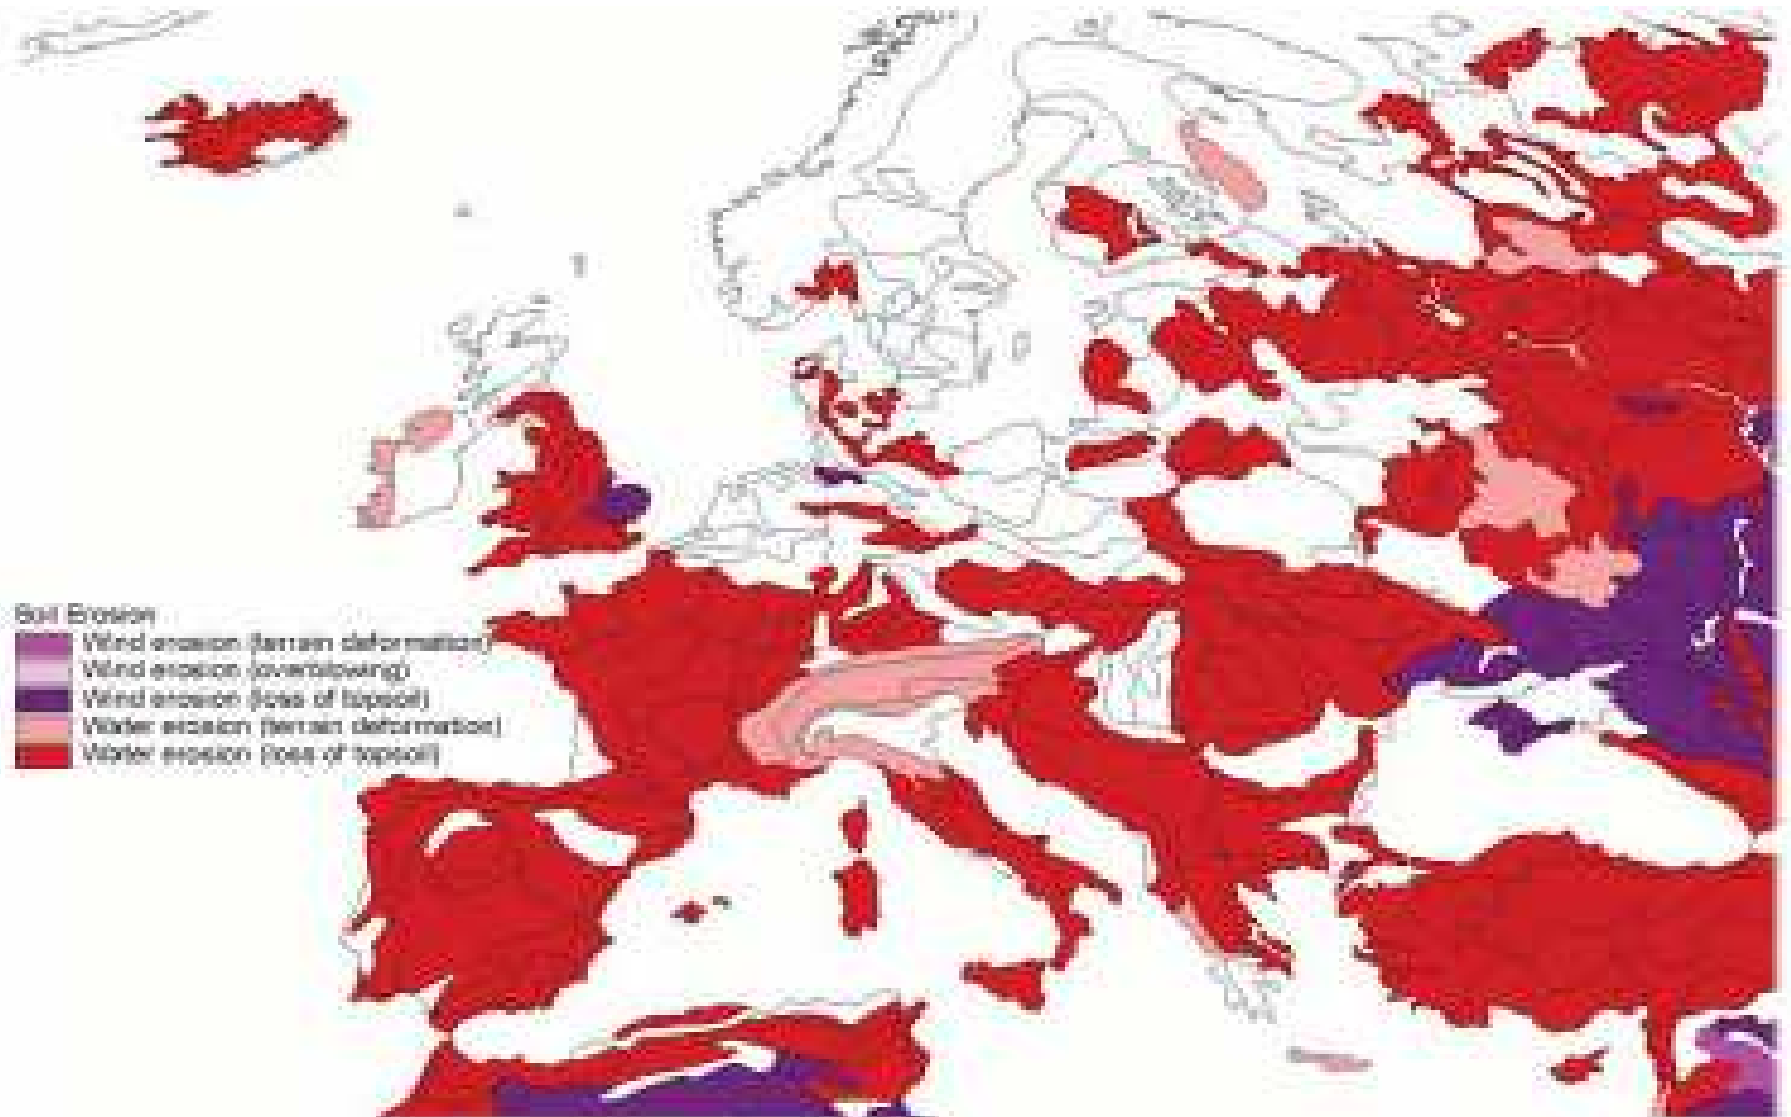 Soil Erosion
Wind erosion (terrain deformation)
Wind erosion (overblowing)
Wind erosion (loss of topsoil)
Water erosion (terrain deformation)
Water erosion (loss of topsoil)